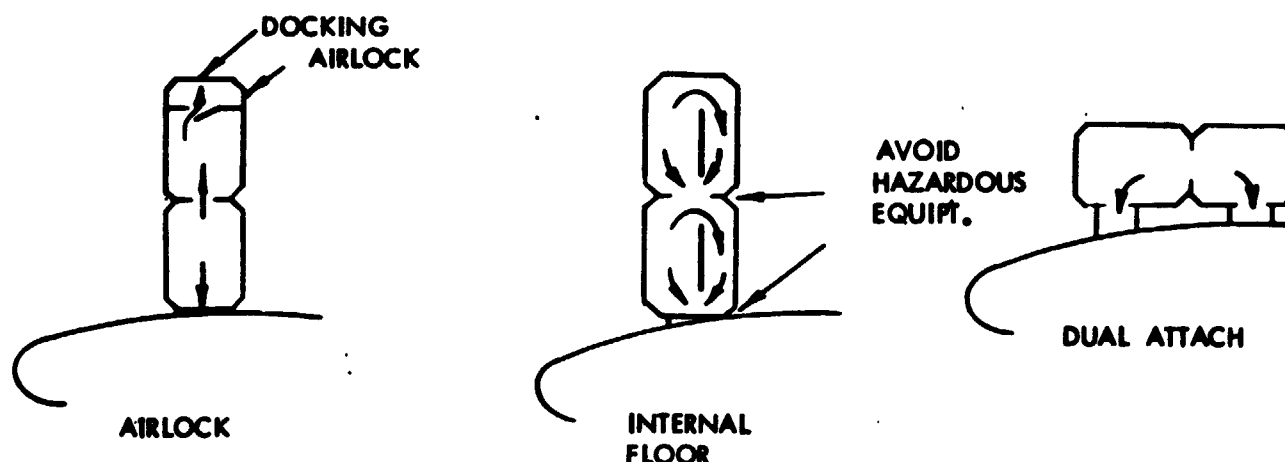 DOCKING
AIRLOCK
AIRLOCK
AVOID
HAZARDOUS
EQUIPT.
INTERNAL
FLOOR
DUAL ATTACH